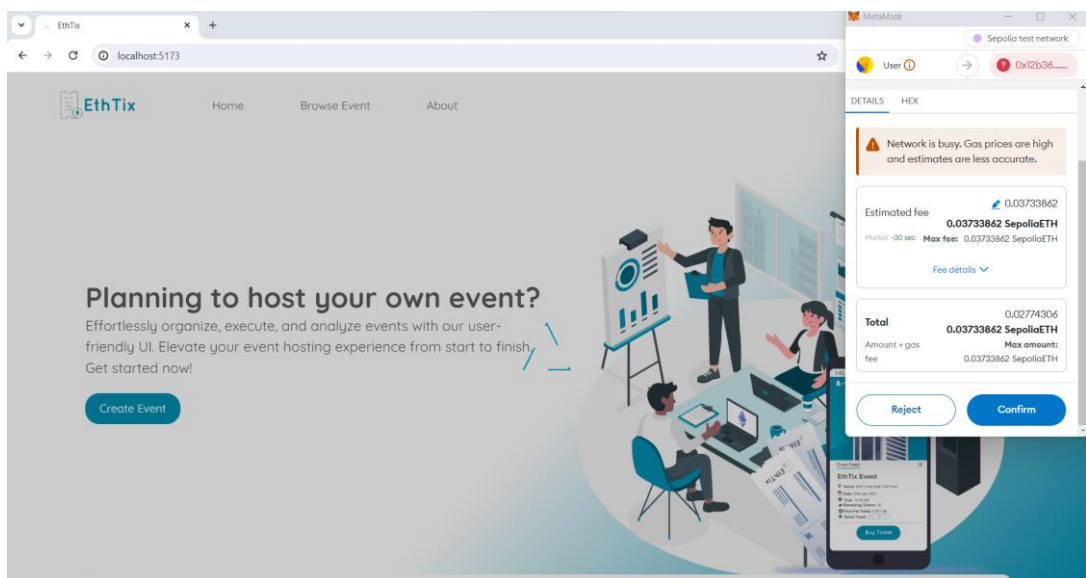 EthTix
localhost:5173
EthTix
Home
Browse Event
About
Planning to host your own event?
Effortlessly organize, execute, and analyze events with our user-
friendly UI. Elevate your event hosting experience from start to finish.
Get started now!
Create Event
MetaMask
Sepolia test network
User
0x12b36......
DETAILS HEX
Network is busy. Gas prices are high
and estimates are less accurate.
Estimated fee
0.03733862
0.03733862 SepoliaETH
Market ~30 sec Max fee: 0.03733862 SepoliaETH
Fee details
Total
0.02774306
0.03733862 SepoliaETH
Amount + gas
fee
Max amount:
0.03733862 SepoliaETH
Reject
Confirm
EthTix
EthTix Event
Buy Ticket